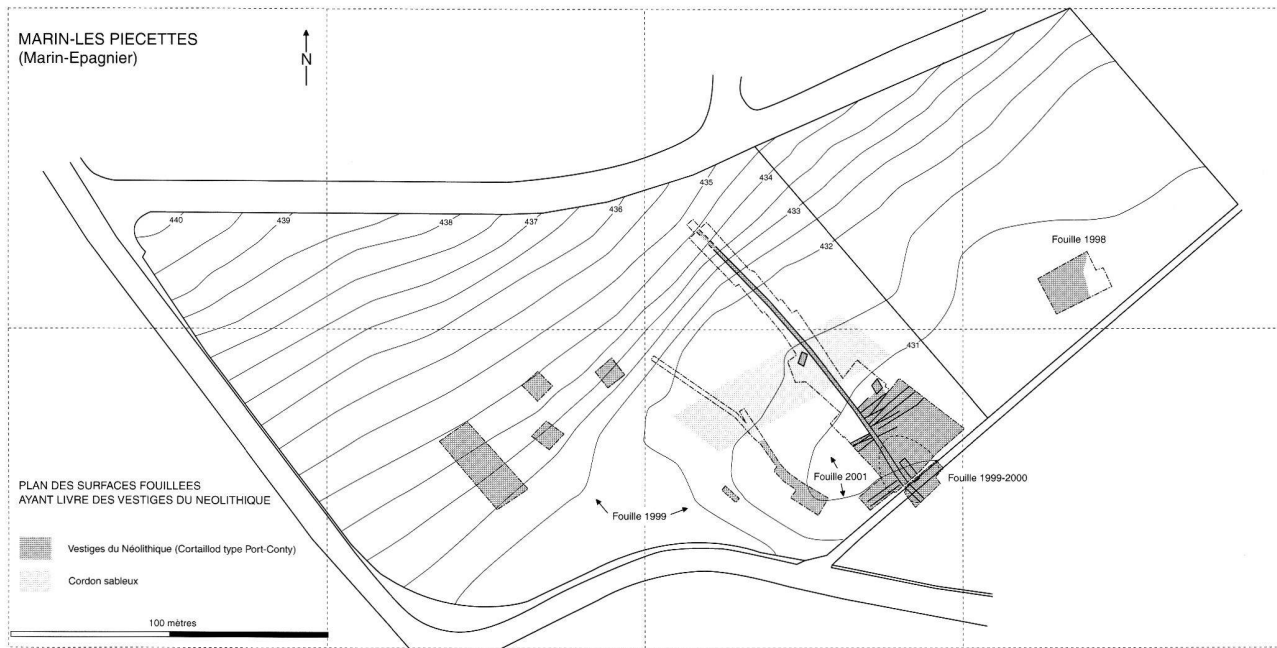 MARIN-LES PIECETTES
(Marin-Epagnier)
N
440
439
438
437
436
435
434
433
432
431
Fouille 1998
Fouille 2001
Fouille 1999-2000
Fouille 1999
PLAN DES SURFACES FOUILLEES
AYANT LIVRE DES VESTIGES DU NEOLITHIQUE
Vestiges du Néolithique (Cortaillod type Port-Conty)
Cordon sableux
100 mètres